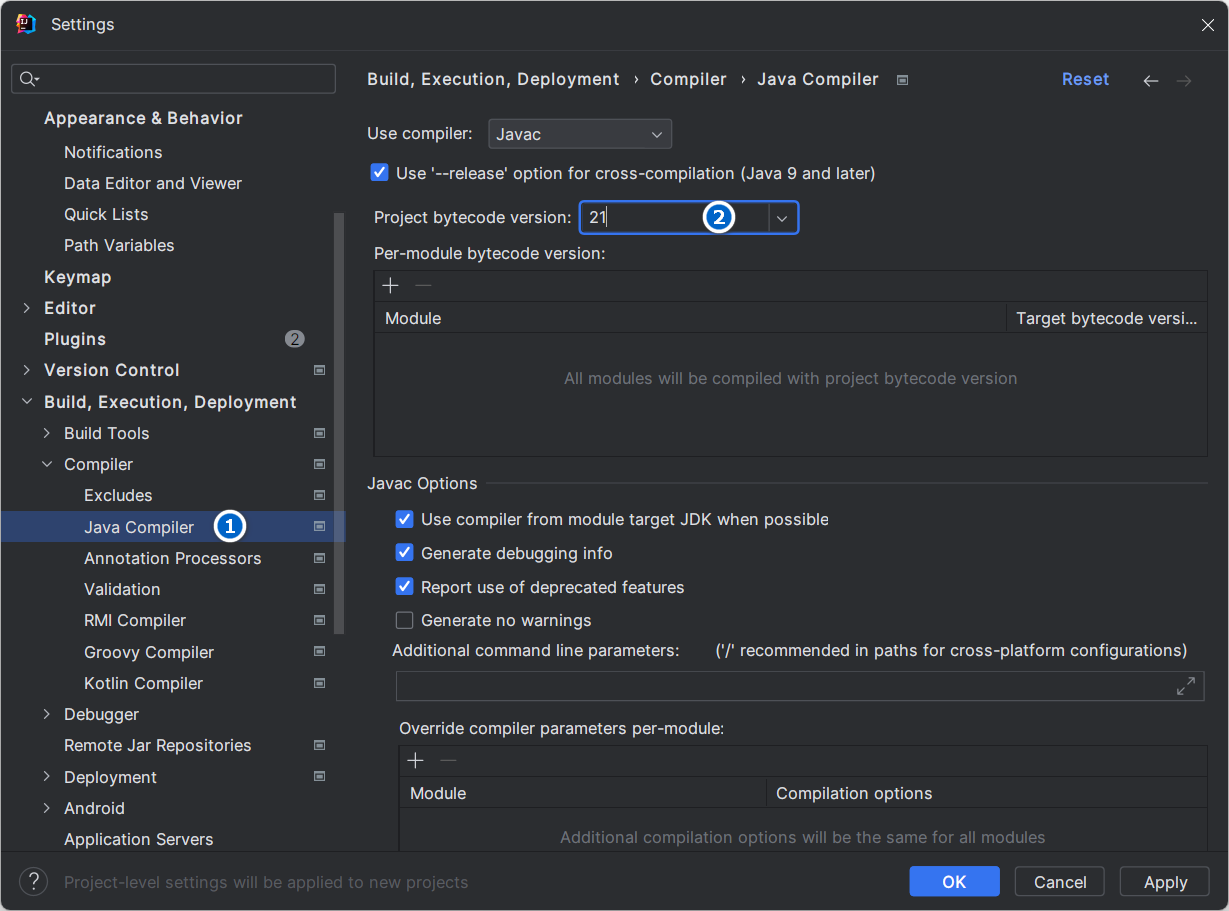 Settings
Appearance & Behavior
Notifications
Data Editor and Viewer
Quick Lists
Path Variables
Keymap
Editor
Plugins 2
Version Control
Build, Execution, Deployment
Build Tools
Compiler
Excludes
Java Compiler 1
Annotation Processors
Validation
RMI Compiler
Groovy Compiler
Kotlin Compiler
Debugger
Remote Jar Repositories
Deployment
Android
Application Servers
Build, Execution, Deployment › Compiler › Java Compiler Reset
Use compiler: Javac
Use '--release' option for cross-compilation (Java 9 and later)
Project bytecode version: 21 2
Per-module bytecode version:
Module Target bytecode versi...
All modules will be compiled with project bytecode version
Javac Options
Use compiler from module target JDK when possible
Generate debugging info
Report use of deprecated features
Generate no warnings
Additional command line parameters: ('/' recommended in paths for cross-platform configurations)
Override compiler parameters per-module:
Module Compilation options
Additional compilation options will be the same for all modules
? Project-level settings will be applied to new projects
OK Cancel Apply